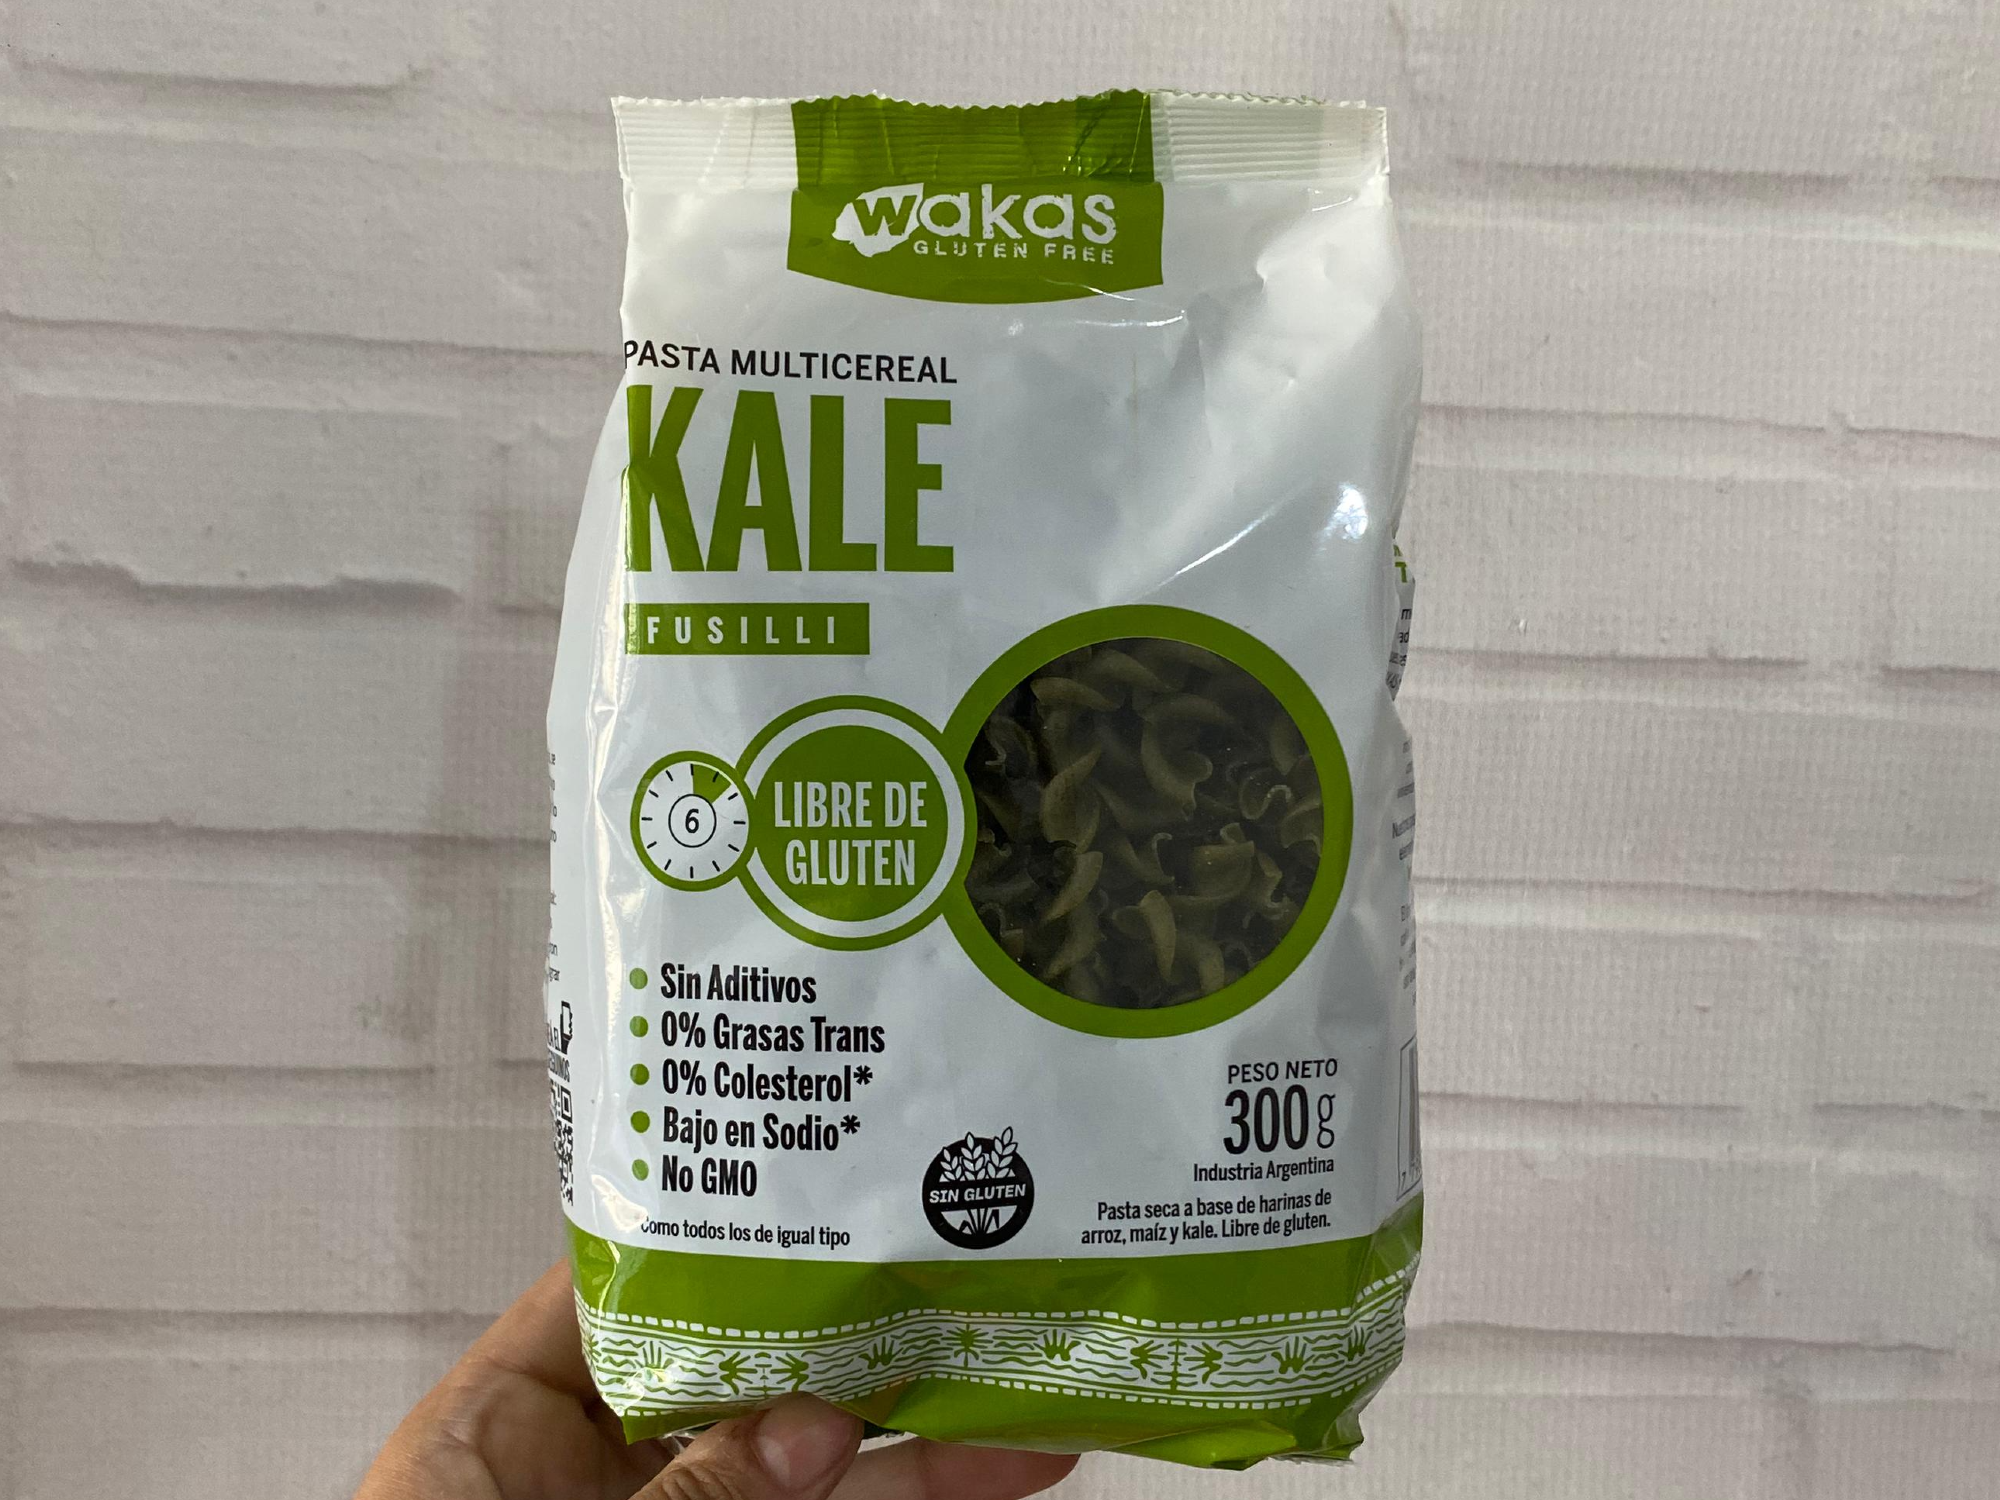 wakas
GLUTEN FREE
PASTA MULTICEREAL
KALE
FUSILLI
6
LIBRE DE
GLUTEN
Sin Aditivos
0% Grasas Trans
0% Colesterol*
Bajo en Sodio*
No GMO
Como todos los de igual tipo
SIN GLUTEN
PESO NETO
300 g
Industria Argentina
Pasta seca a base de harinas de
arroz, maíz y kale. Libre de gluten.